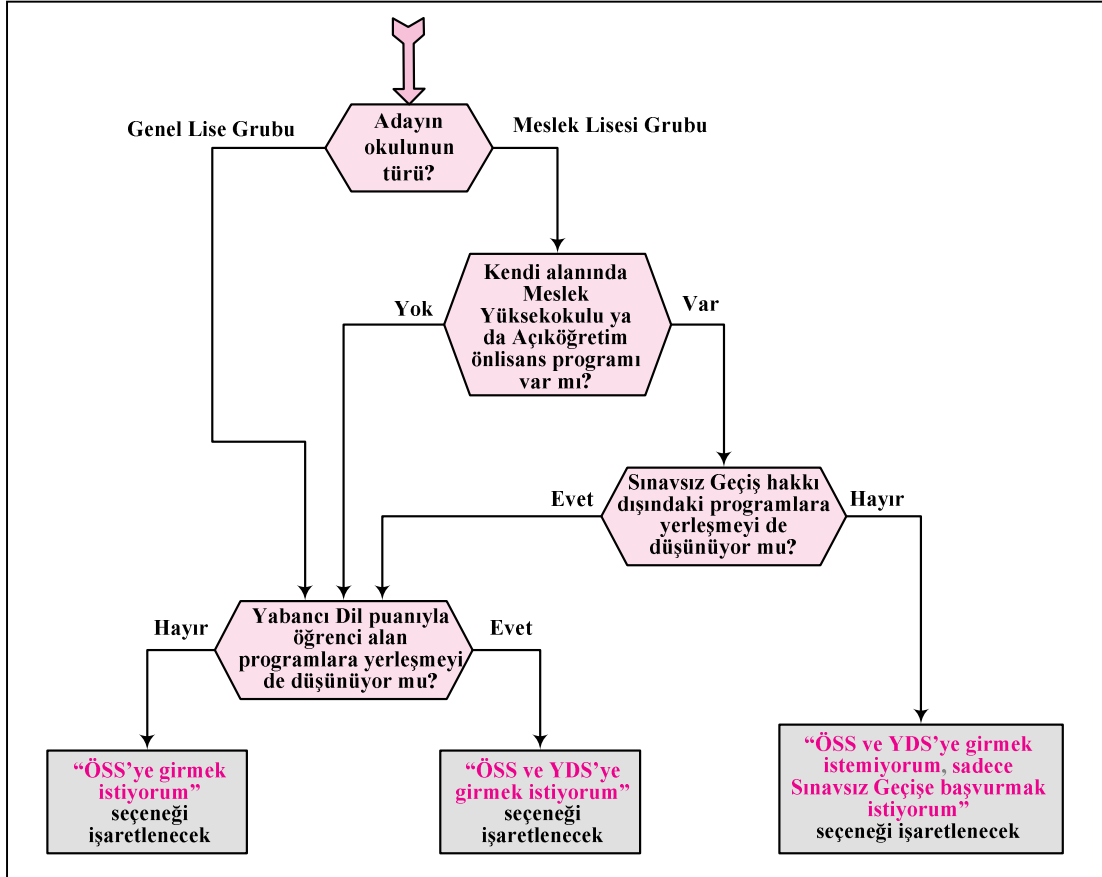 Genel Lise Grubu
Adayın
okulunun
türü?
Meslek Lisesi Grubu
Kendi alanında
Meslek
Yüksekokulu ya
da Açıköğretim
önlisans programı
var mı?
Yok
Var
Sınavsız Geçiş hakkı
dışındaki programlara
yerleşmeyi de
düşünüyor mu?
Evet
Hayır
Yabancı Dil puanıyla
öğrenci alan
programlara yerleşmeyi
de düşünüyor mu?
Hayır
Evet
“ÖSS’ye girmek
istiyorum”
seçeneği
işaretlenecek
“ÖSS ve YDS’ye
girmek istiyorum”
seçeneği
işaretlenecek
“ÖSS ve YDS’ye girmek
istemiyorum, sadece
Sınavsız Geçişe başvurmak
istiyorum”
seçeneği işaretlenecek